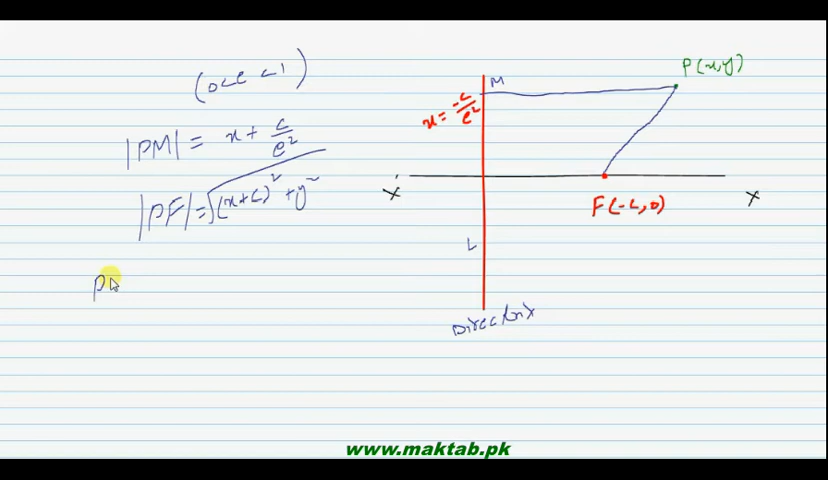 (0<e<1)
|PM| = x + c/e²
|PF| = √(x+c)² + y²
P
M
P(x,y)
x = -c/e²
X
X
F(-c,0)
L
Directrix
www.maktab.pk